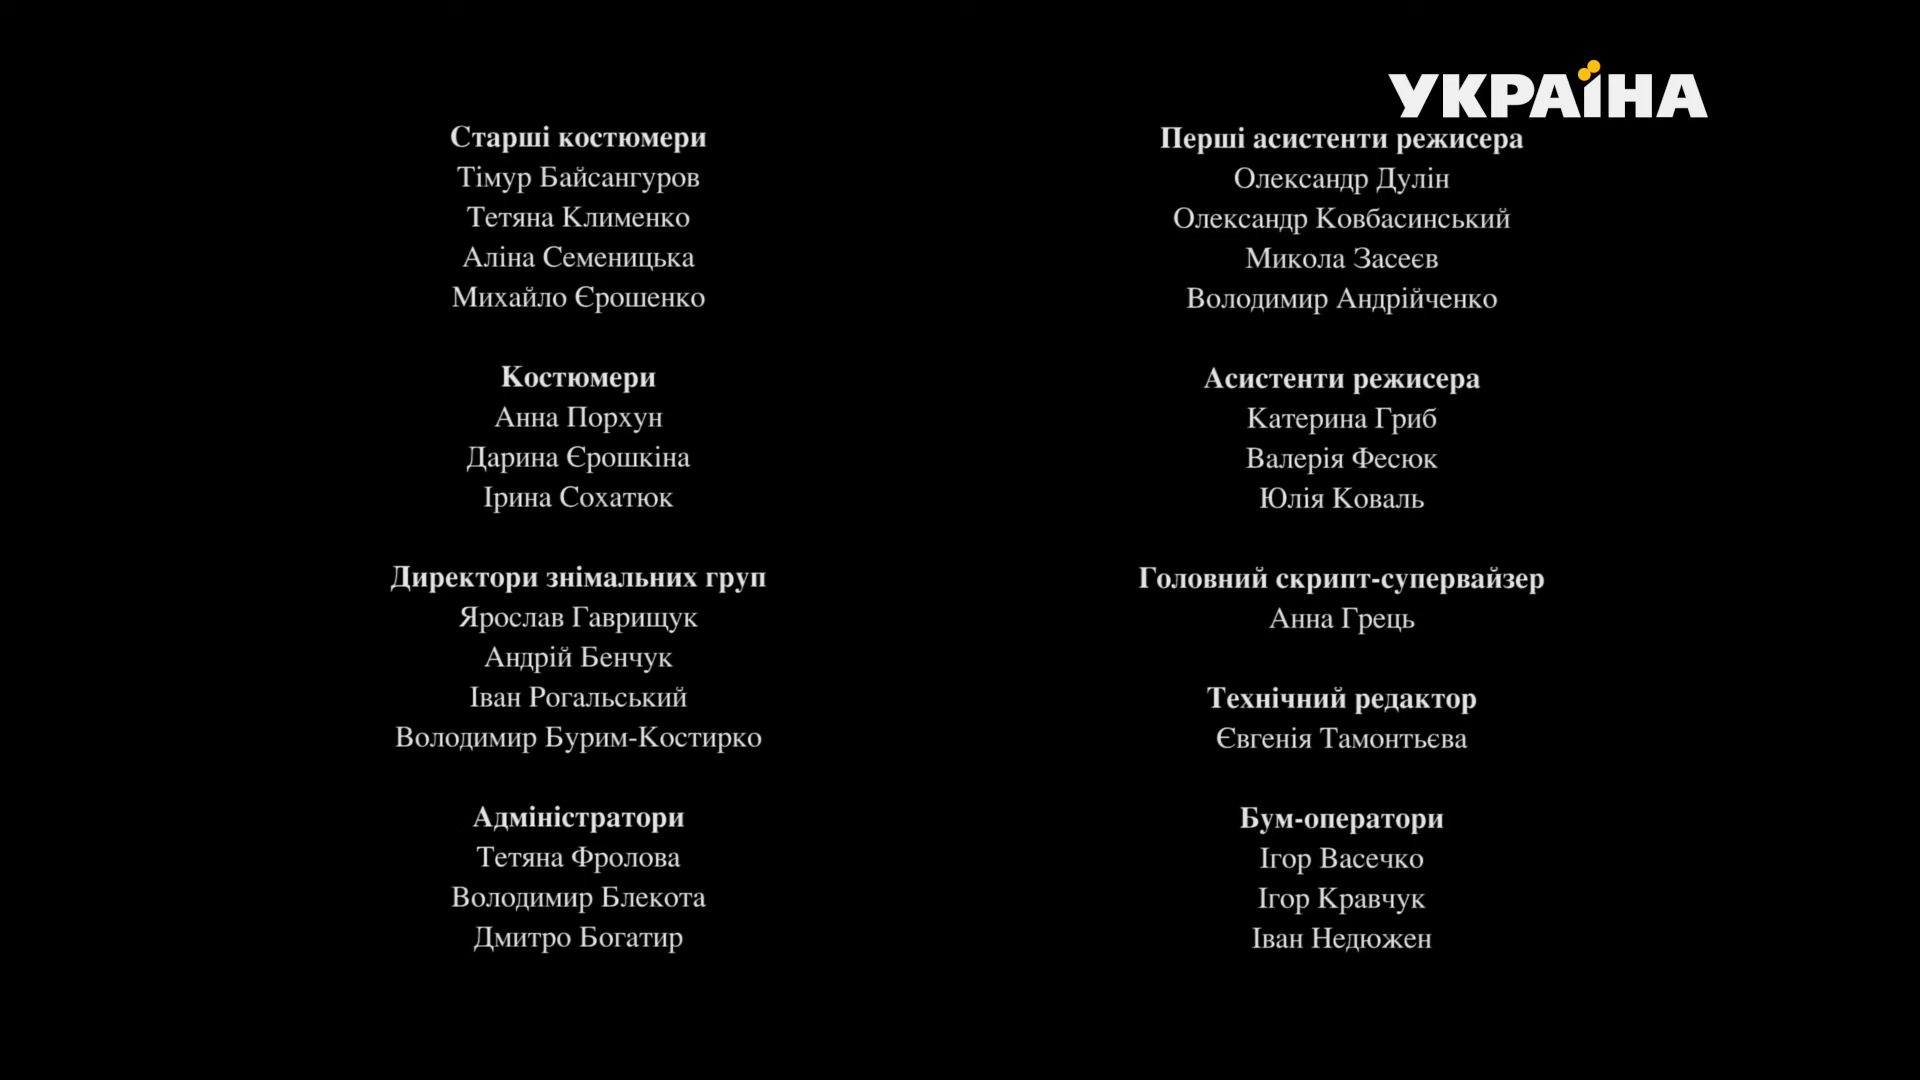 УКРАЇНА
Старші костюмери
Тімур Байсангуров
Тетяна Клименко
Аліна Семеницька
Михайло Єрошенко
Костюмери
Анна Порхун
Дарина Єрошкіна
Ірина Сохатюк
Директори знімальних груп
Ярослав Гаврищук
Андрій Бенчук
Іван Рогальський
Володимир Бурим-Костирко
Адміністратори
Тетяна Фролова
Володимир Блекота
Дмитро Богатир
Перші асистенти режисера
Олександр Дулін
Олександр Ковбасинський
Микола Засеєв
Володимир Андрійченко
Асистенти режисера
Катерина Гриб
Валерія Фесюк
Юлія Коваль
Головний скрипт-супервайзер
Анна Грець
Технічний редактор
Євгенія Тамонтьєва
Бум-оператори
Ігор Васечко
Ігор Кравчук
Іван Недюжен